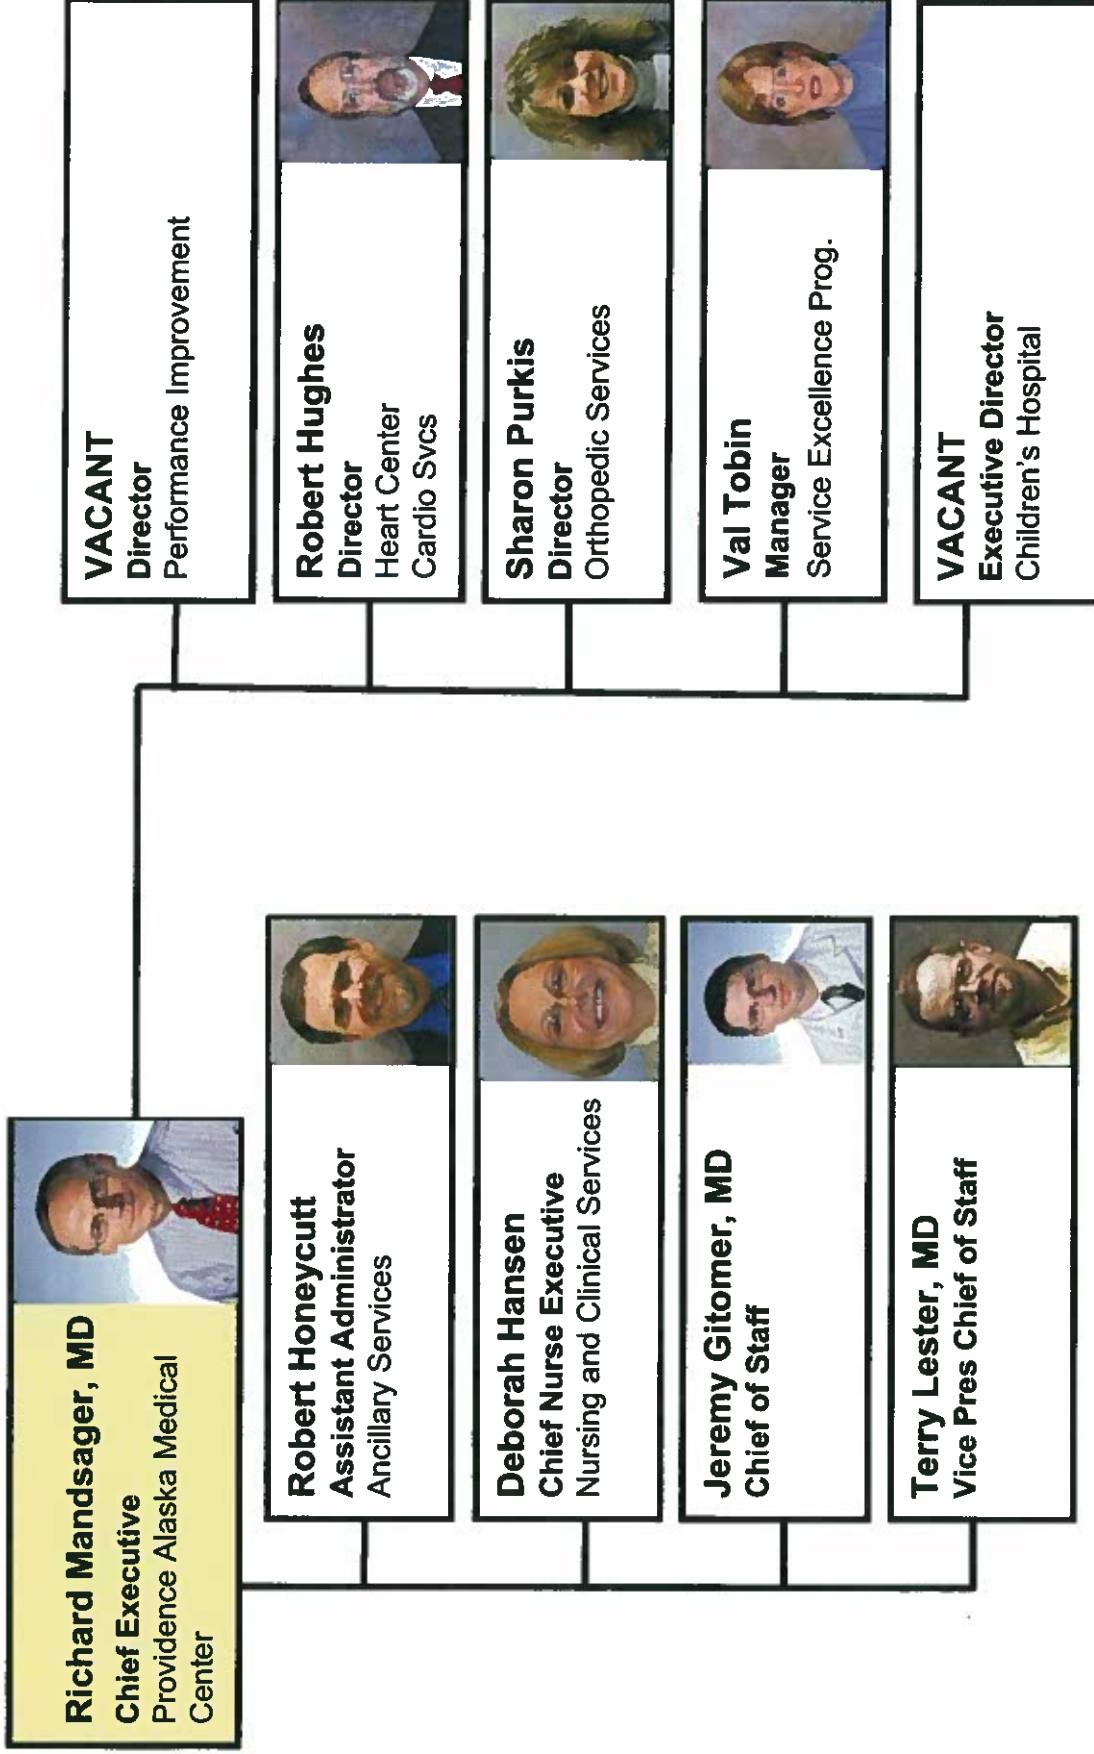 Richard Mandsager, MD
Chief Executive
Providence Alaska Medical
Center
Robert Honeycutt
Assistant Administrator
Ancillary Services
Deborah Hansen
Chief Nurse Executive
Nursing and Clinical Services
Jeremy Gitomer, MD
Chief of Staff
Terry Lester, MD
Vice Pres Chief of Staff
VACANT
Director
Performance Improvement
Robert Hughes
Director
Heart Center
Cardio Svcs
Sharon Purkis
Director
Orthopedic Services
Val Tobin
Manager
Service Excellence Prog.
VACANT
Executive Director
Children's Hospital